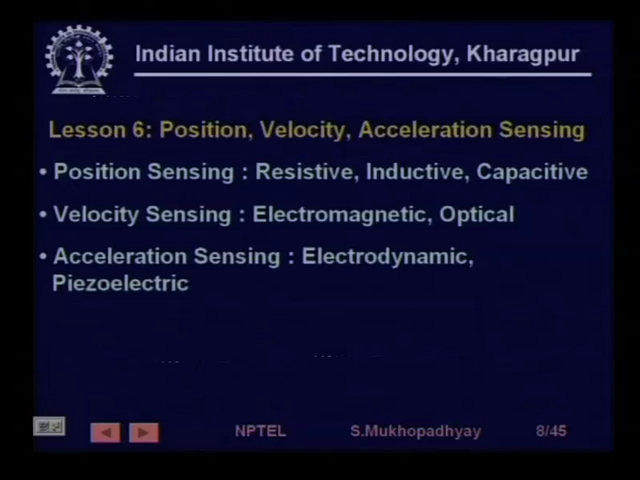 Indian Institute of Technology, Kharagpur
Lesson 6: Position, Velocity, Acceleration Sensing
• Position Sensing : Resistive, Inductive, Capacitive
• Velocity Sensing : Electromagnetic, Optical
• Acceleration Sensing : Electrodynamic,
Piezoelectric
NPTEL S.Mukhopadhyay 8/45